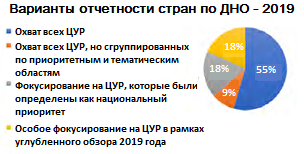 Варианты отчетности стран по ДНО - 2019
Охват всех ЦУР
Охват всех ЦУР, но сгруппированных
по приоритетным и тематическим
областям
Фокусирование на ЦУР, которые были
определены как национальный
приоритет
Особое фокусирование на ЦУР в рамках
углубленного обзора 2019 года
18%
18%
55%
9%